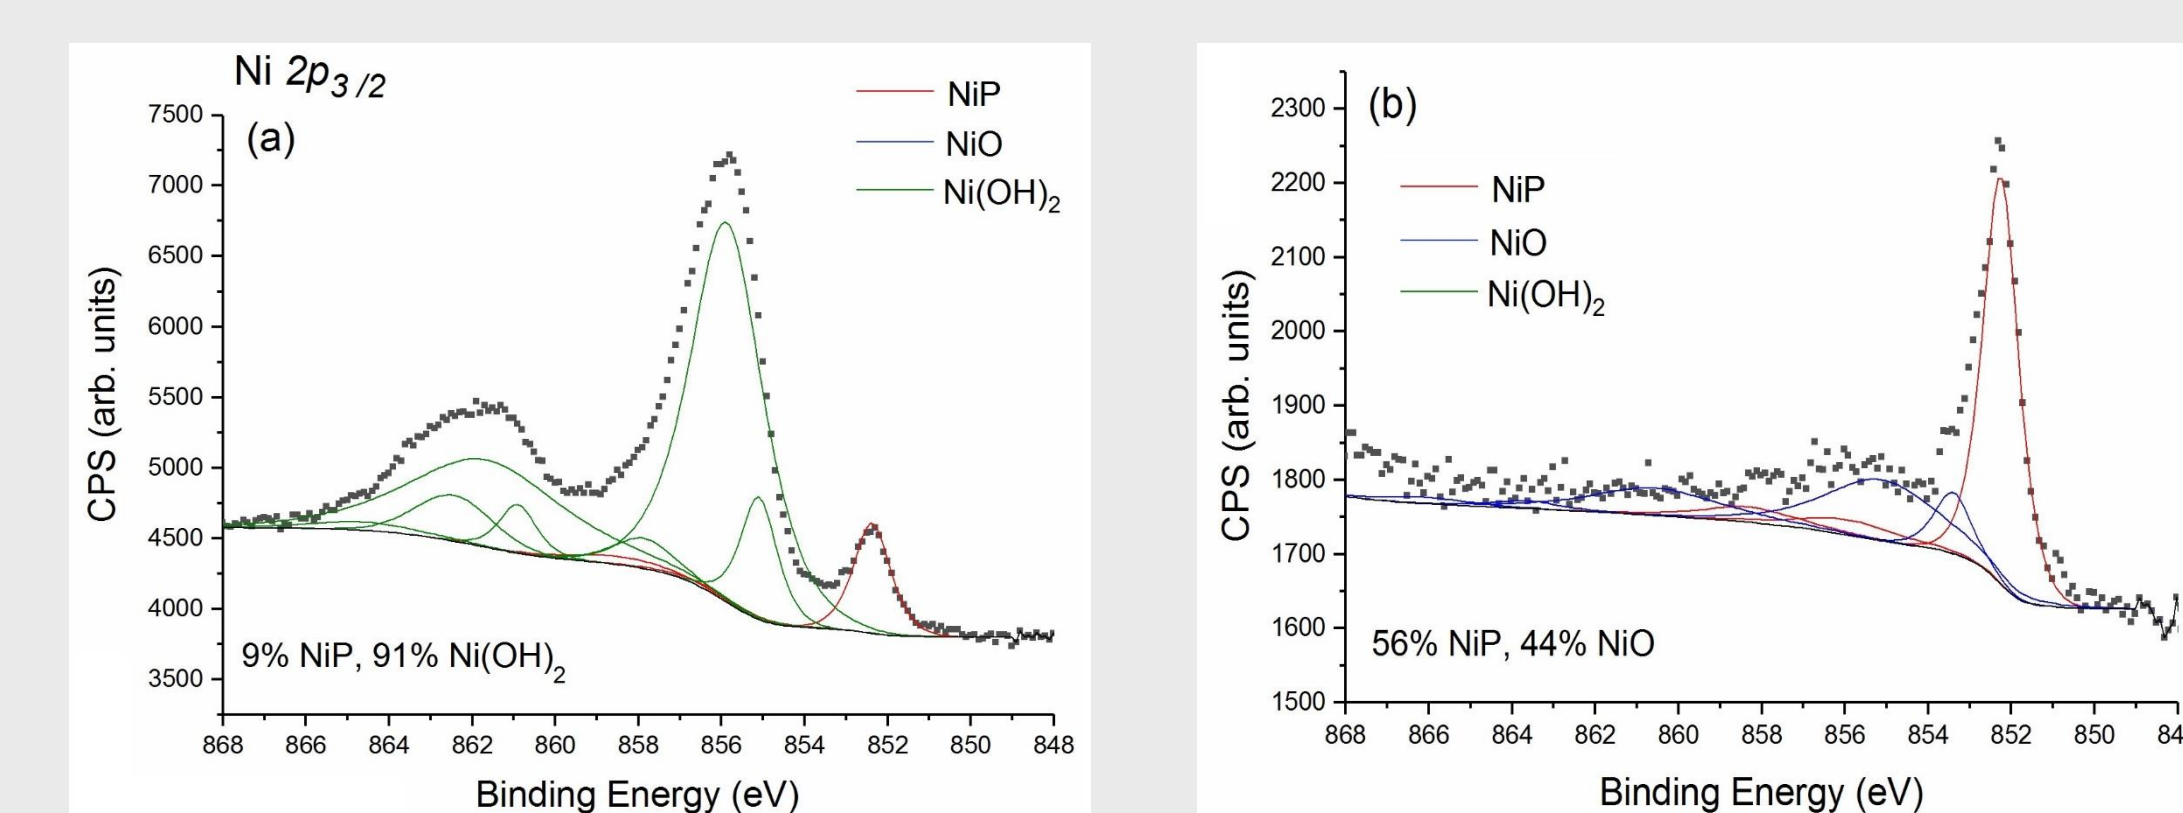 Ni 2p3/2
(a)
NiP
NiO
Ni(OH)2
7500
7000
6500
6000
5500
5000
4500
4000
3500
CPS (arb. units)
9% NiP, 91% Ni(OH)2
868 866 864 862 860 858 856 854 852 850 848
Binding Energy (eV)
(b)
NiP
NiO
Ni(OH)2
2300
2200
2100
2000
1900
1800
1700
1600
1500
CPS (arb. units)
56% NiP, 44% NiO
868 866 864 862 860 858 856 854 852 850 84
Binding Energy (eV)